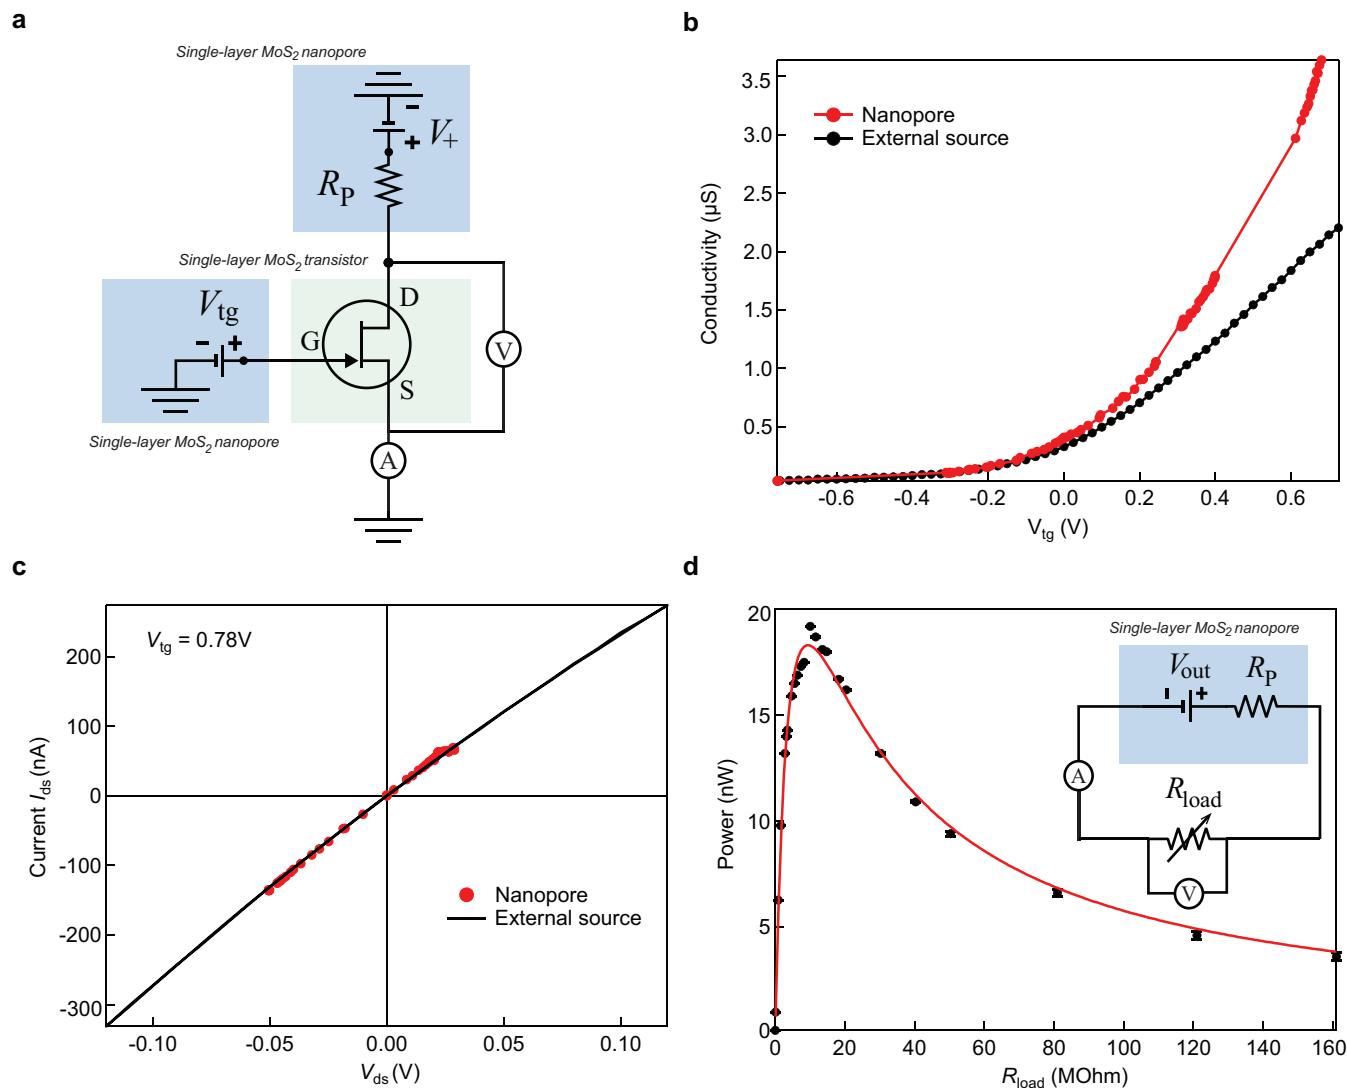 a
Single-layer MoS2 nanopore
-
V+
+
RP
Single-layer MoS2 transistor
Vtg
- +
G
D
S
V
A
Single-layer MoS2 nanopore
b
Nanopore
External source
Conductivity (µS)
3.5
3.0
2.5
2.0
1.5
1.0
0.5
-0.6 -0.4 -0.2 0.0 0.2 0.4 0.6
Vtg (V)
c
Vtg = 0.78V
Current Ids (nA)
200
100
0
-100
-200
-300
Nanopore
External source
-0.10 -0.05 0.00 0.05 0.10
Vds (V)
d
Single-layer MoS2 nanopore
Vout
RP
- +
A
Rload
V
Power (nW)
20
15
10
5
0
0 20 40 60 80 100 120 140 160
Rload (MOhm)